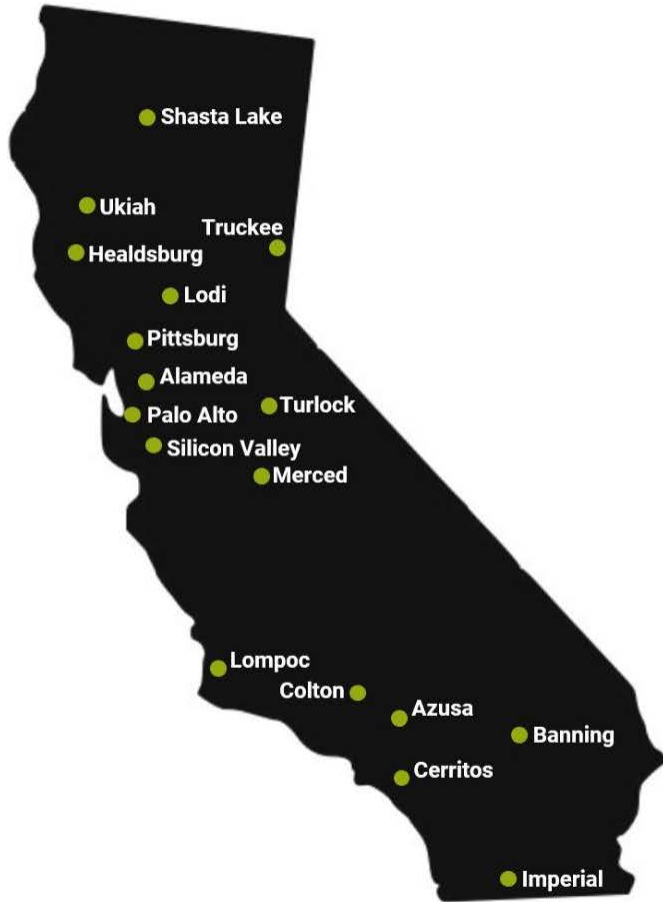 Shasta Lake
Ukiah
Truckee
Healdsburg
Lodi
Pittsburg
Alameda
Turlock
Palo Alto
Silicon Valley
Merced
Lompoc
Colton
Azusa
Banning
Cerritos
Imperial